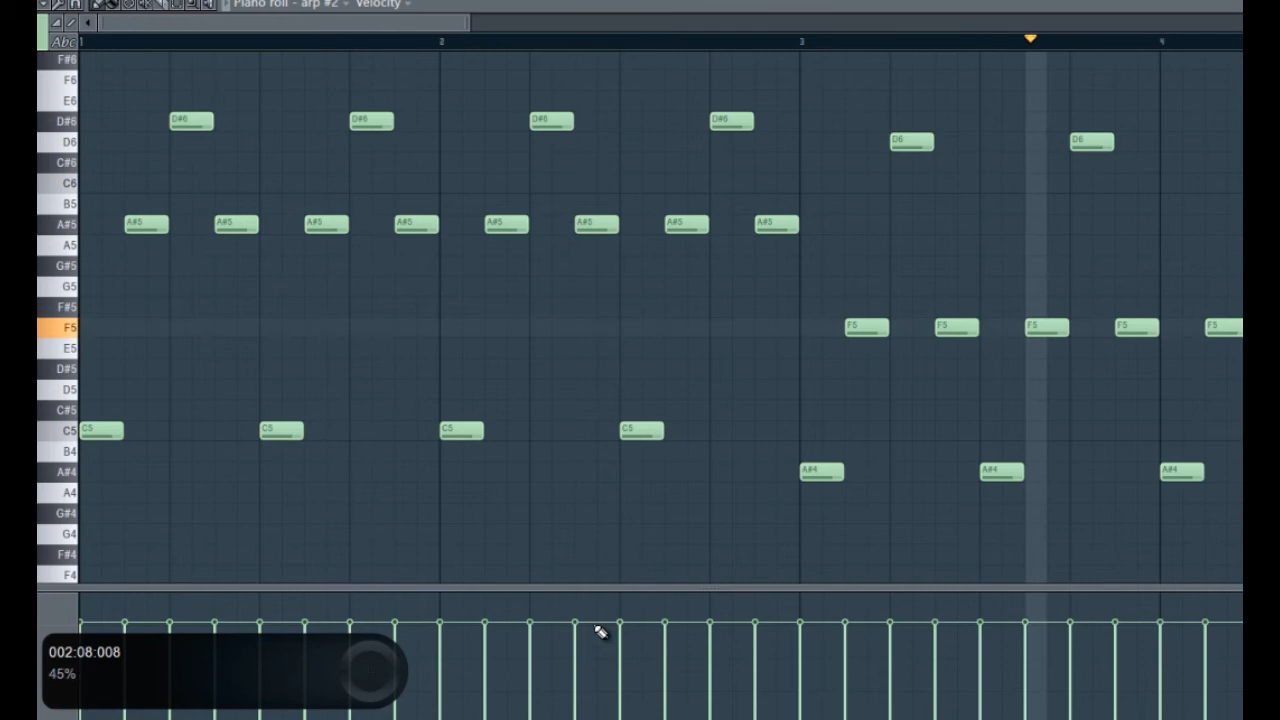 Piano roll - arp #2 Velocity
Abc 1 2 3 4
F#6
F6
E6
D#6 D#6 D#6 D#6 D#6
D6 D6 D6
C#6
C6
B5
A#5 A#5 A#5 A#5 A#5 A#5 A#5 A#5 A#5
A5
G#5
G5
F#5
F5 F5 F5 F5 F5 F5
E5
D#5
D5
C#5
C5 C5 C5 C5 C5
B4
A#4 A#4 A#4 A#4
A4
G#4
G4
F#4
F4
002:08:008
45%